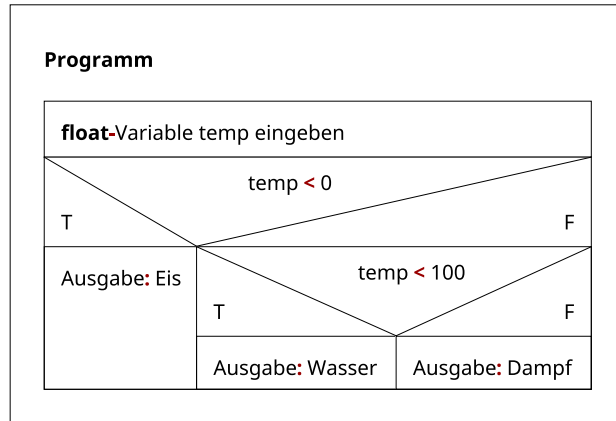 Programm
float-Variable temp eingeben
temp < 0
T
F
Ausgabe: Eis
temp < 100
T
F
Ausgabe: Wasser
Ausgabe: Dampf